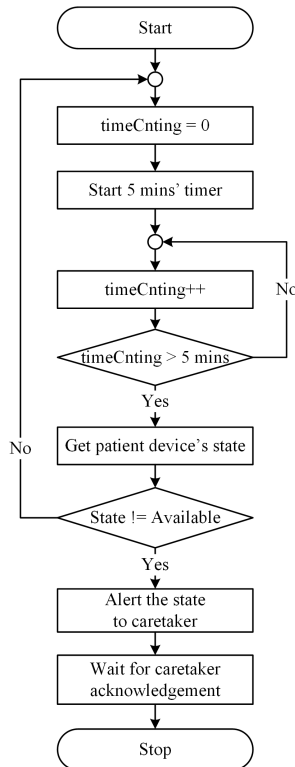 Start
timeCnting = 0
Start 5 mins' timer
timeCnting++
No
timeCnting > 5 mins
Yes
Get patient device's state
No
State != Available
Yes
Alert the state
to caretaker
Wait for caretaker
acknowledgement
Stop